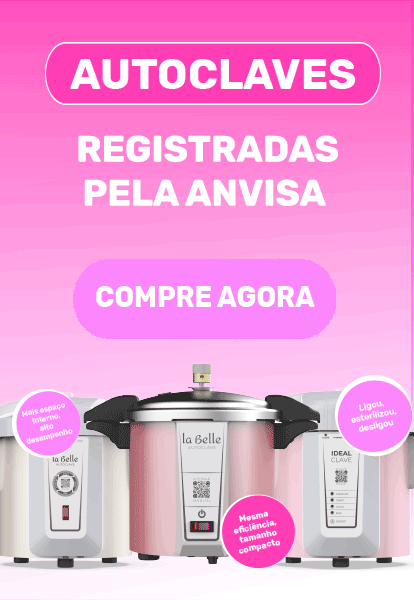 AUTOCLAVES
REGISTRADAS
PELA ANVISA
COMPRE AGORA
Mais espaço
interno,
alto
desempenho
Ligou,
esterilizou,
desligou
la Belle
AUTOCLAVE
la Belle
AUTOCLAVE
IDEAL
CLAVE
Mesma
eficiência,
tamanho
compacto